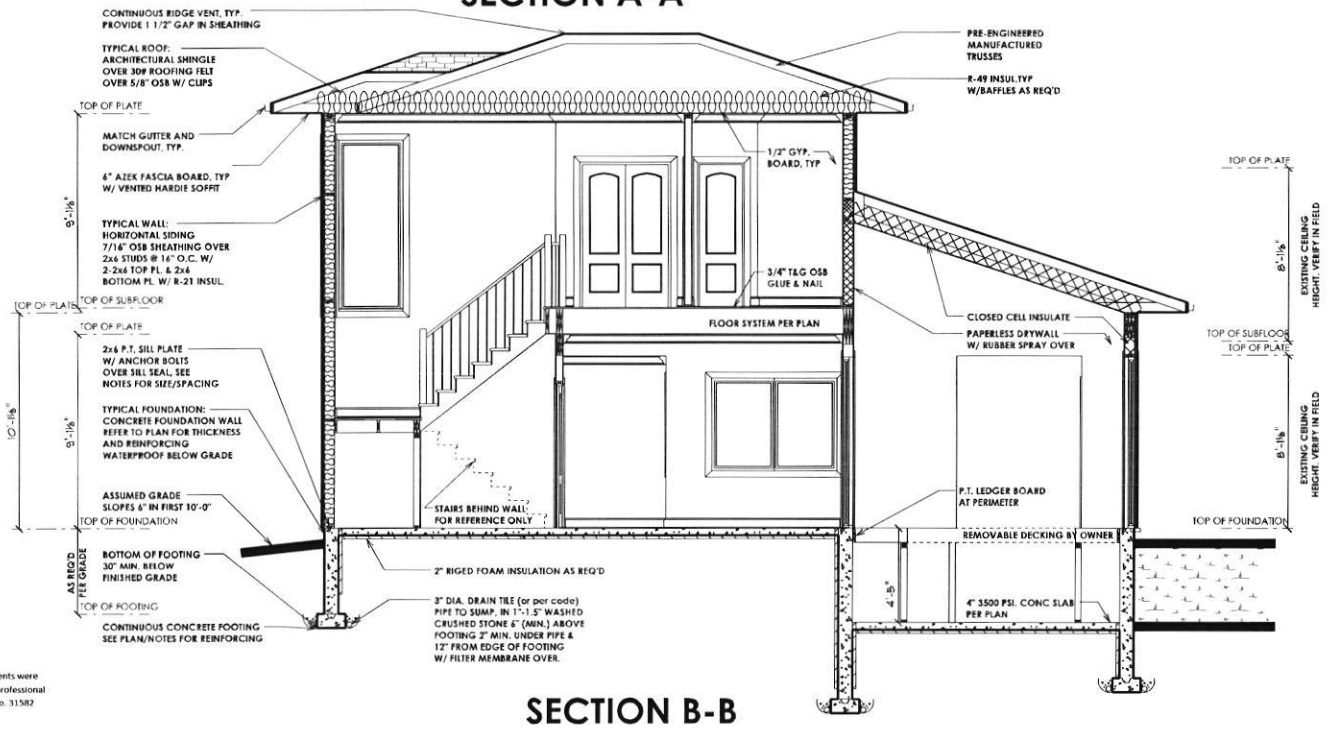 SECTION A-A
CONTINUOUS RIDGE VENT, TYP.
PROVIDE 1 1/2" GAP IN SHEATHING
TYPICAL ROOF:
ARCHITECTURAL SHINGLE
OVER 30# ROOFING FELT
OVER 5/8" OSB W/ CLIPS
TOP OF PLATE
MATCH GUTTER AND
DOWNSPOUT, TYP.
6" AZEK FASCIA BOARD, TYP
W/ VENTED HARDIE SOFFIT
TYPICAL WALL:
HORIZONTAL SIDING
7/16" OSB SHEATHING OVER
2x6 STUDS @ 16" O.C. W/
2-2x6 TOP PL. & 2x6
BOTTOM PL. W/ R-21 INSUL.
9'-1⅛"
TOP OF PLATE
TOP OF SUBFLOOR
TOP OF PLATE
2x6 P.T. SILL PLATE
W/ ANCHOR BOLTS
OVER SILL SEAL, SEE
NOTES FOR SIZE/SPACING
TYPICAL FOUNDATION:
CONCRETE FOUNDATION WALL
REFER TO PLAN FOR THICKNESS
AND REINFORCING
WATERPROOF BELOW GRADE
10'-1⅛"
9'-1⅛"
ASSUMED GRADE
SLOPES 6" IN FIRST 10'-0"
TOP OF FOUNDATION
BOTTOM OF FOOTING
30" MIN. BELOW
FINISHED GRADE
AS REQ'D
PER GRADE
TOP OF FOOTING
CONTINUOUS CONCRETE FOOTING
SEE PLAN/NOTES FOR REINFORCING
PRE-ENGINEERED
MANUFACTURED
TRUSSES
R-49 INSUL,TYP
W/BAFFLES AS REQ'D
1/2" GYP.
BOARD, TYP
3/4" T&G OSB
GLUE & NAIL
FLOOR SYSTEM PER PLAN
STAIRS BEHIND WALL
FOR REFERENCE ONLY
2" RIGED FOAM INSULATION AS REQ'D
3" DIA. DRAIN TILE (or per code)
PIPE TO SUMP, IN 1"-1.5" WASHED
CRUSHED STONE 6" (MIN.) ABOVE
FOOTING 2" MIN. UNDER PIPE &
12" FROM EDGE OF FOOTING
W/ FILTER MEMBRANE OVER.
TOP OF PLATE
8'-1⅛"
EXISTING CEILING
HEIGHT. VERIFY IN FIELD
CLOSED CELL INSULATE
PAPERLESS DRYWALL
W/ RUBBER SPRAY OVER
TOP OF SUBFLOOR
TOP OF PLATE
8'-1⅛"
EXISTING CEILING
HEIGHT. VERIFY IN FIELD
P.T. LEDGER BOARD
AT PERIMETER
TOP OF FOUNDATION
REMOVABLE DECKING BY OWNER
4'-5"
4" 3500 PSI. CONC SLAB
PER PLAN
ents were
rofessional
o. 31582
SECTION B-B